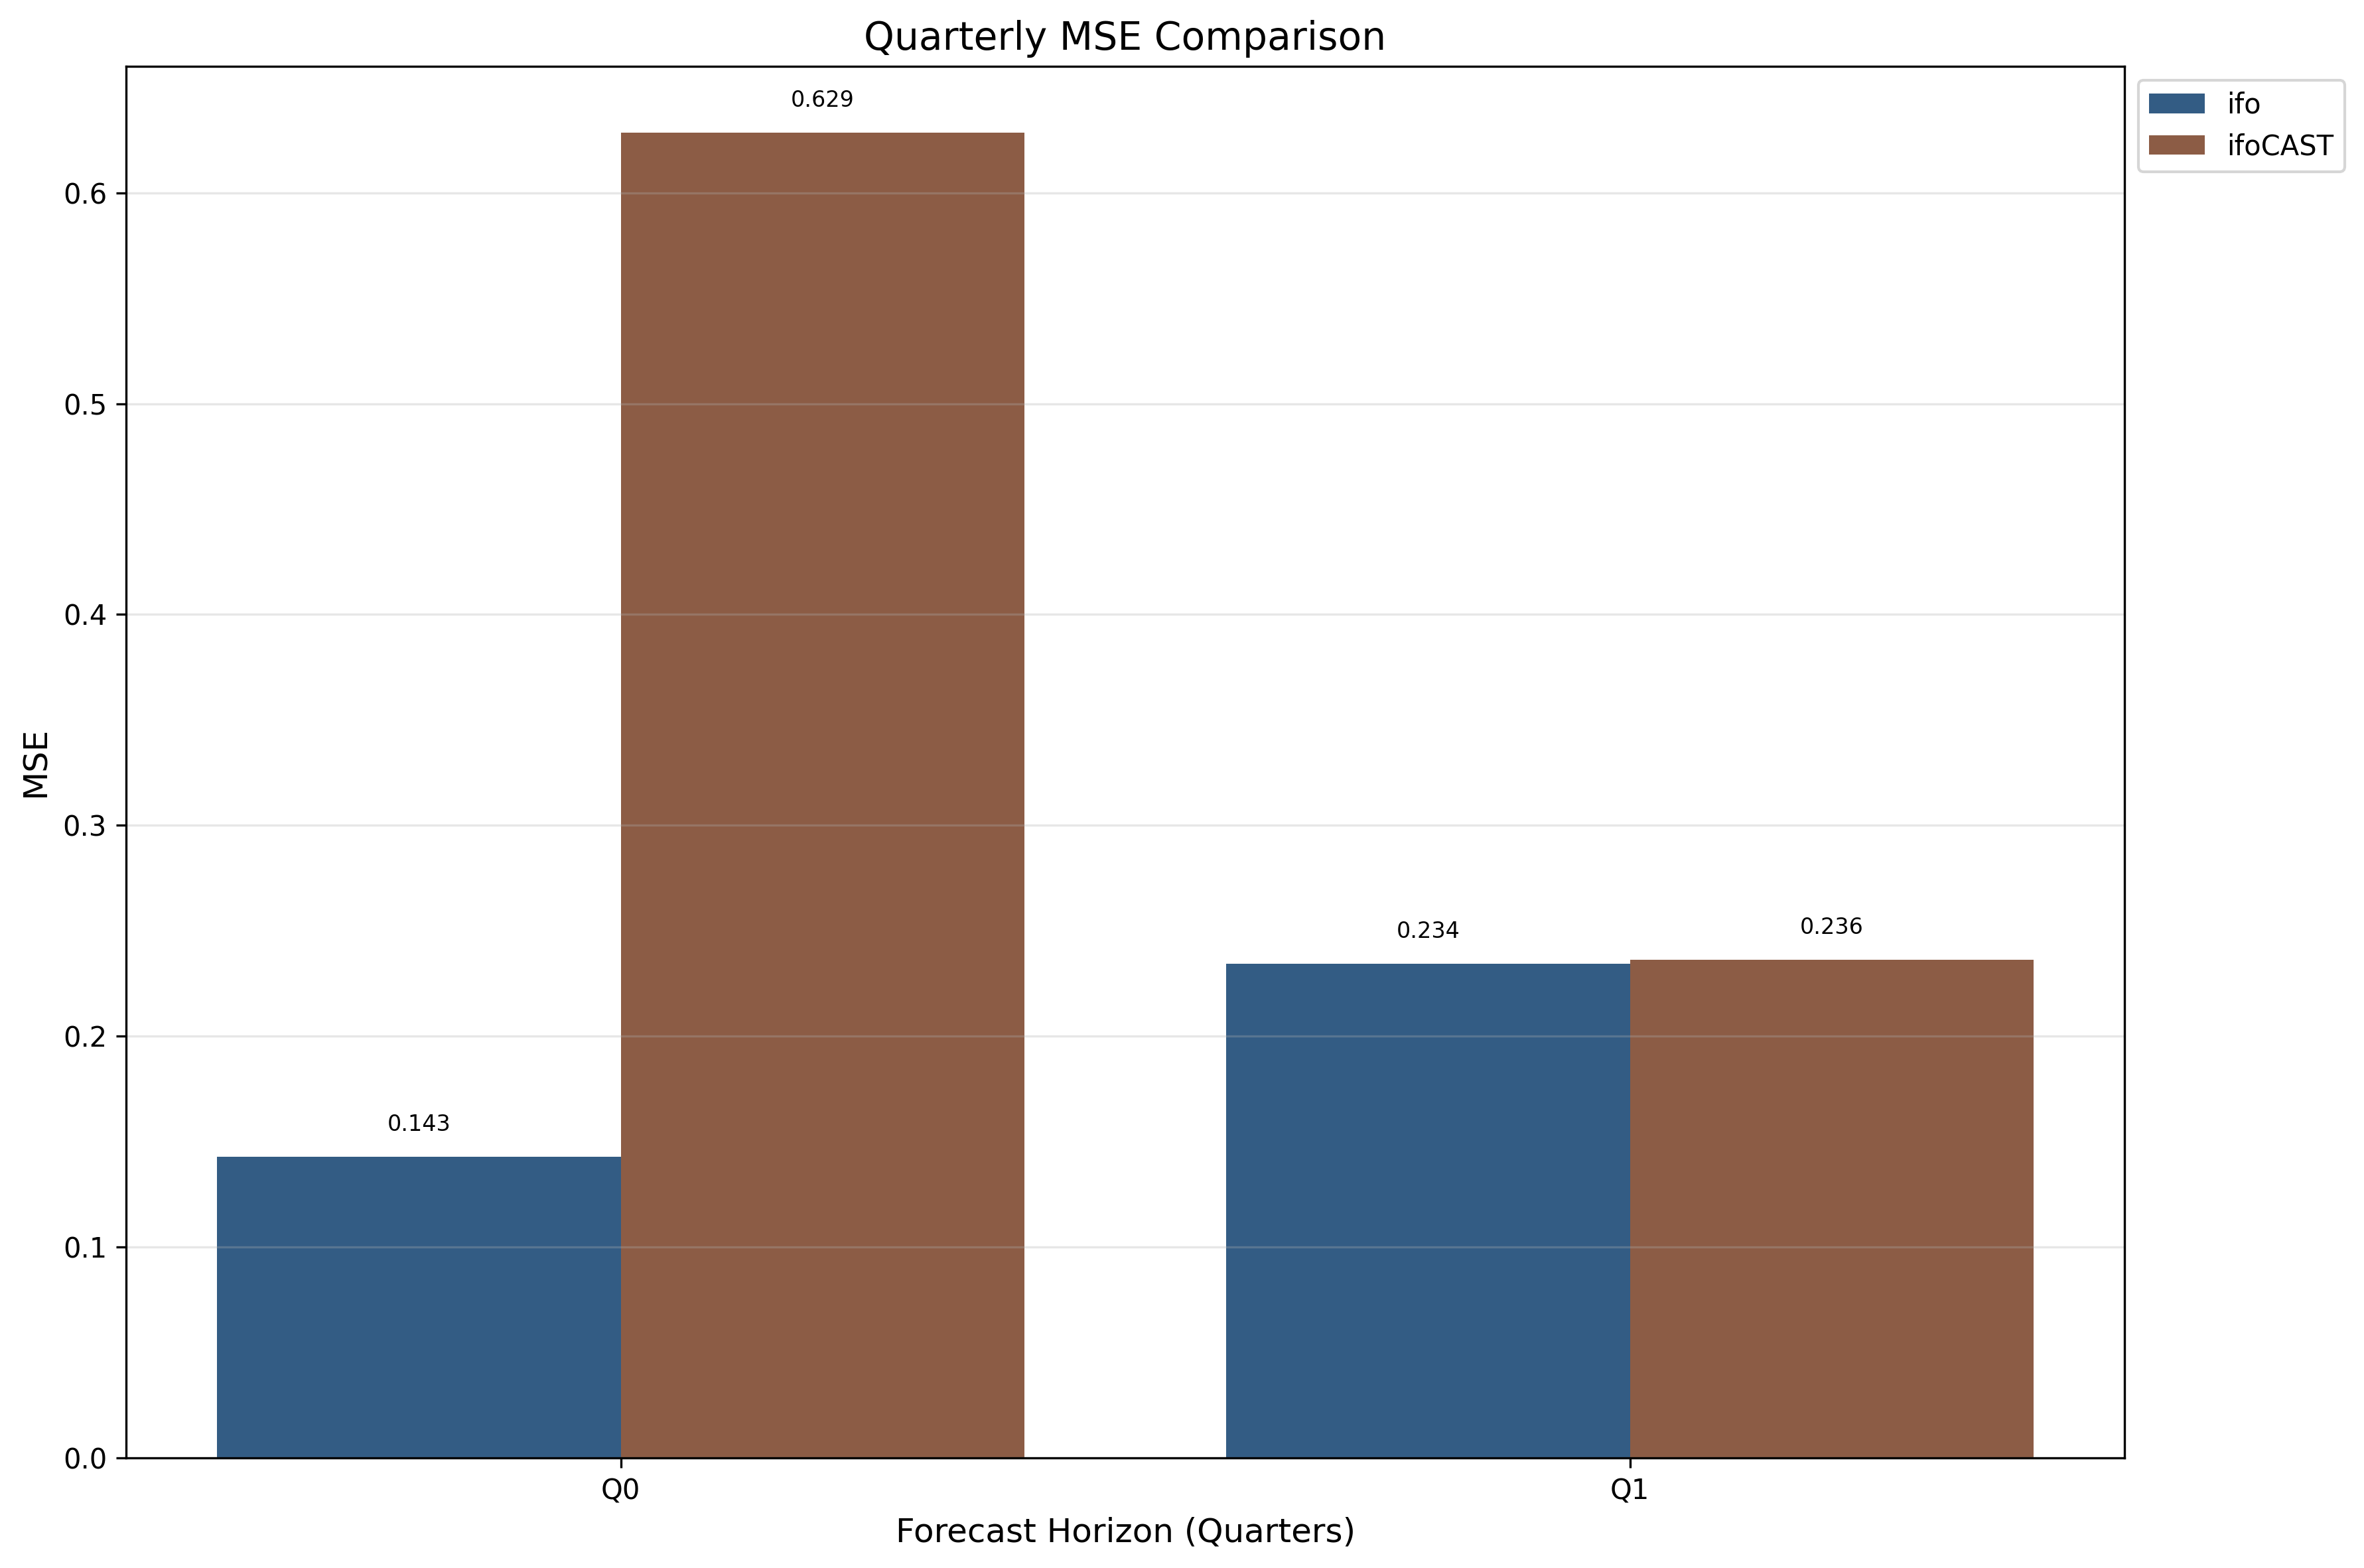 Quarterly MSE Comparison
ifo
ifoCAST
0.629
0.143
0.234
0.236
MSE
0.6
0.5
0.4
0.3
0.2
0.1
0.0
Q0
Q1
Forecast Horizon (Quarters)